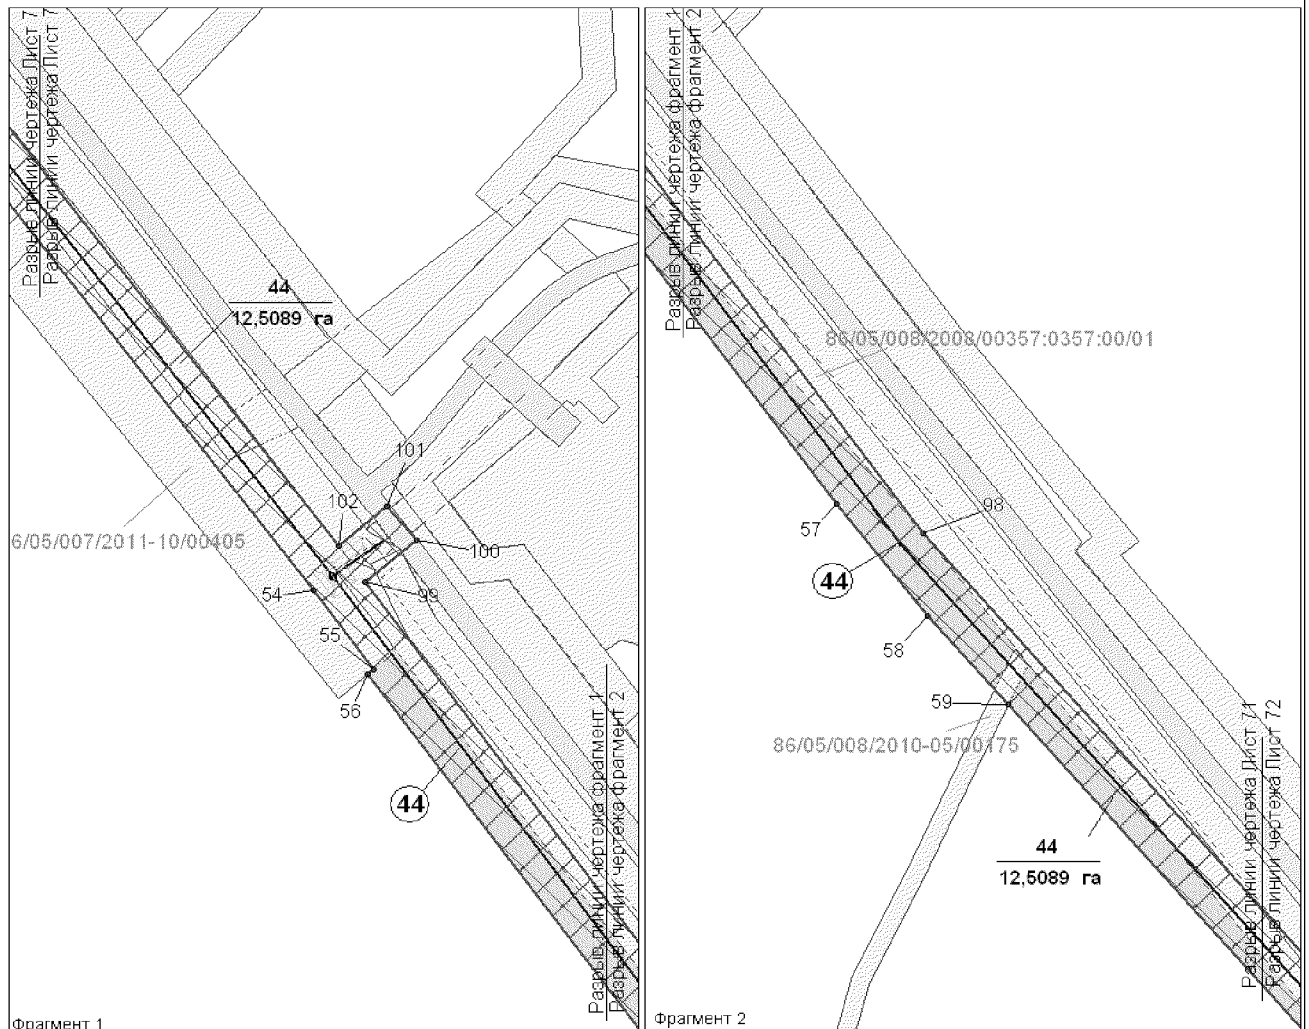 Разрыв линии чертежа Лист 7
Разрыв линии чертежа Лист 7
44
12,5089 га
101
102
6/05/007/2011-10/00405
100
54
99
55
56
44
Разрыв линии чертежа фрагмент 1
Разрыв линии чертежа фрагмент 2
Фрагмент 1
Разрыв линии чертежа фрагмент 1
Разрыв линии чертежа фрагмент 2
86/05/008/2008/00357:0357:00/01
57
98
44
58
59
86/05/008/2010-05/00175
44
12,5089 га
Разрыв линии чертежа Лист 71
Разрыв линии чертежа Лист 72
Фрагмент 2